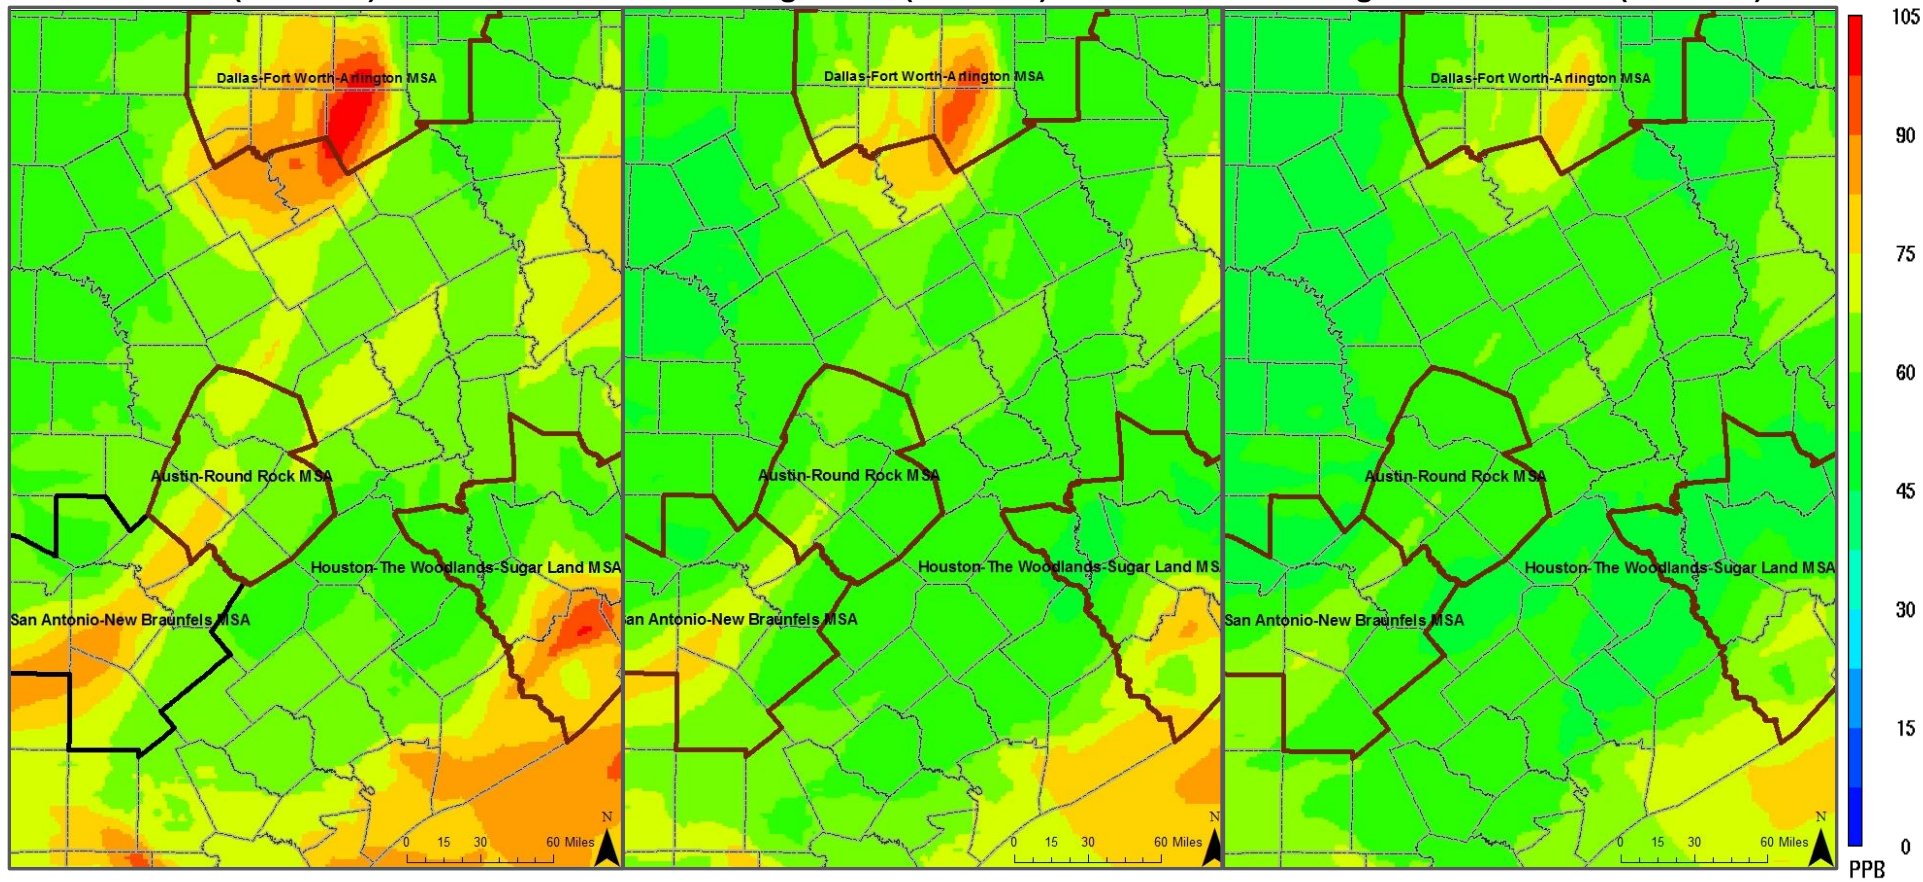 Dallas-Fort Worth-Arlington MSA
Austin-Round Rock MSA
Houston-The Woodlands-Sugar Land MSA
San Antonio-New Braunfels MSA
N
0 15 30 60 Miles
Dallas-Fort Worth-Arlington MSA
Austin-Round Rock MSA
Houston-The Woodlands-Sugar Land MS
San Antonio-New Braunfels MSA
N
0 15 30 60 Miles
Dallas-Fort Worth-Arlington MSA
Austin-Round Rock MSA
Houston-The Woodlands-Sugar Land MSA
San Antonio-New Braunfels MSA
N
0 15 30 60 Miles
105
90
75
60
45
30
15
0
PPB